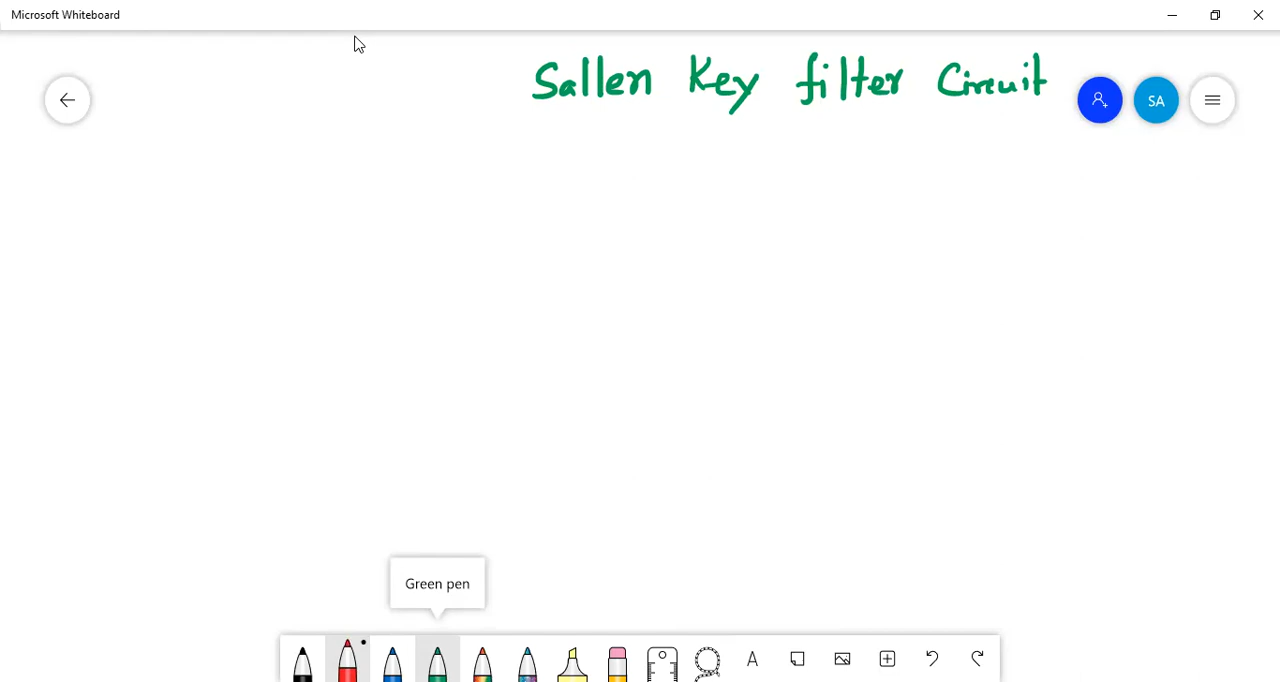 Microsoft Whiteboard
Sallen Key filter Circuit
SA
Green pen
A